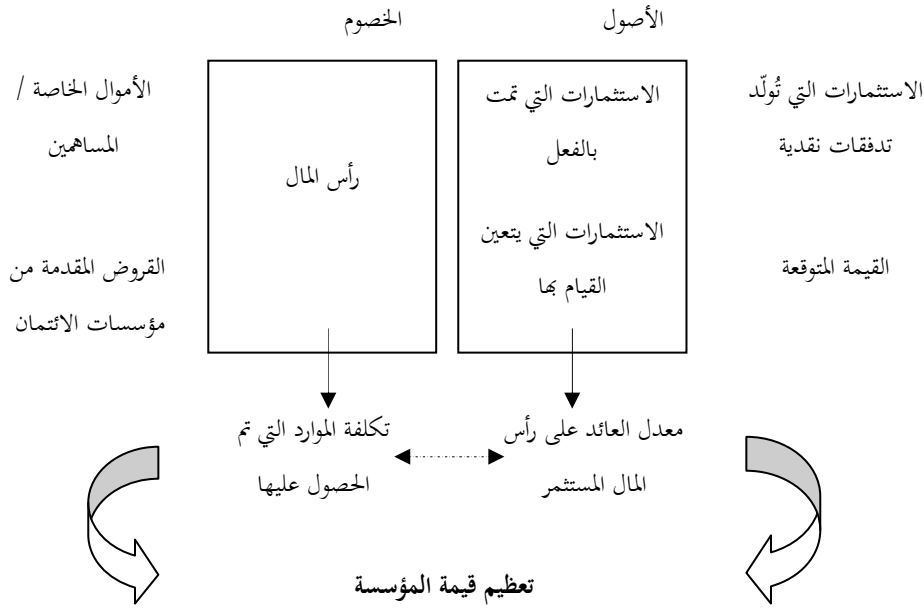 الأصول
الخصوم
الاستثمارات التي تُولّد
تدفقات نقدية
القيمة المتوقعة
الاستثمارات التي تمت
بالفعل
الاستثمارات التي يتعين
القيام بها
رأس المال
الأموال الخاصة /
المساهمين
القروض المقدمة من
مؤسسات الائتمان
معدل العائد على رأس
المال المستثمر
تكلفة الموارد التي تم
الحصول عليها
تعظيم قيمة المؤسسة